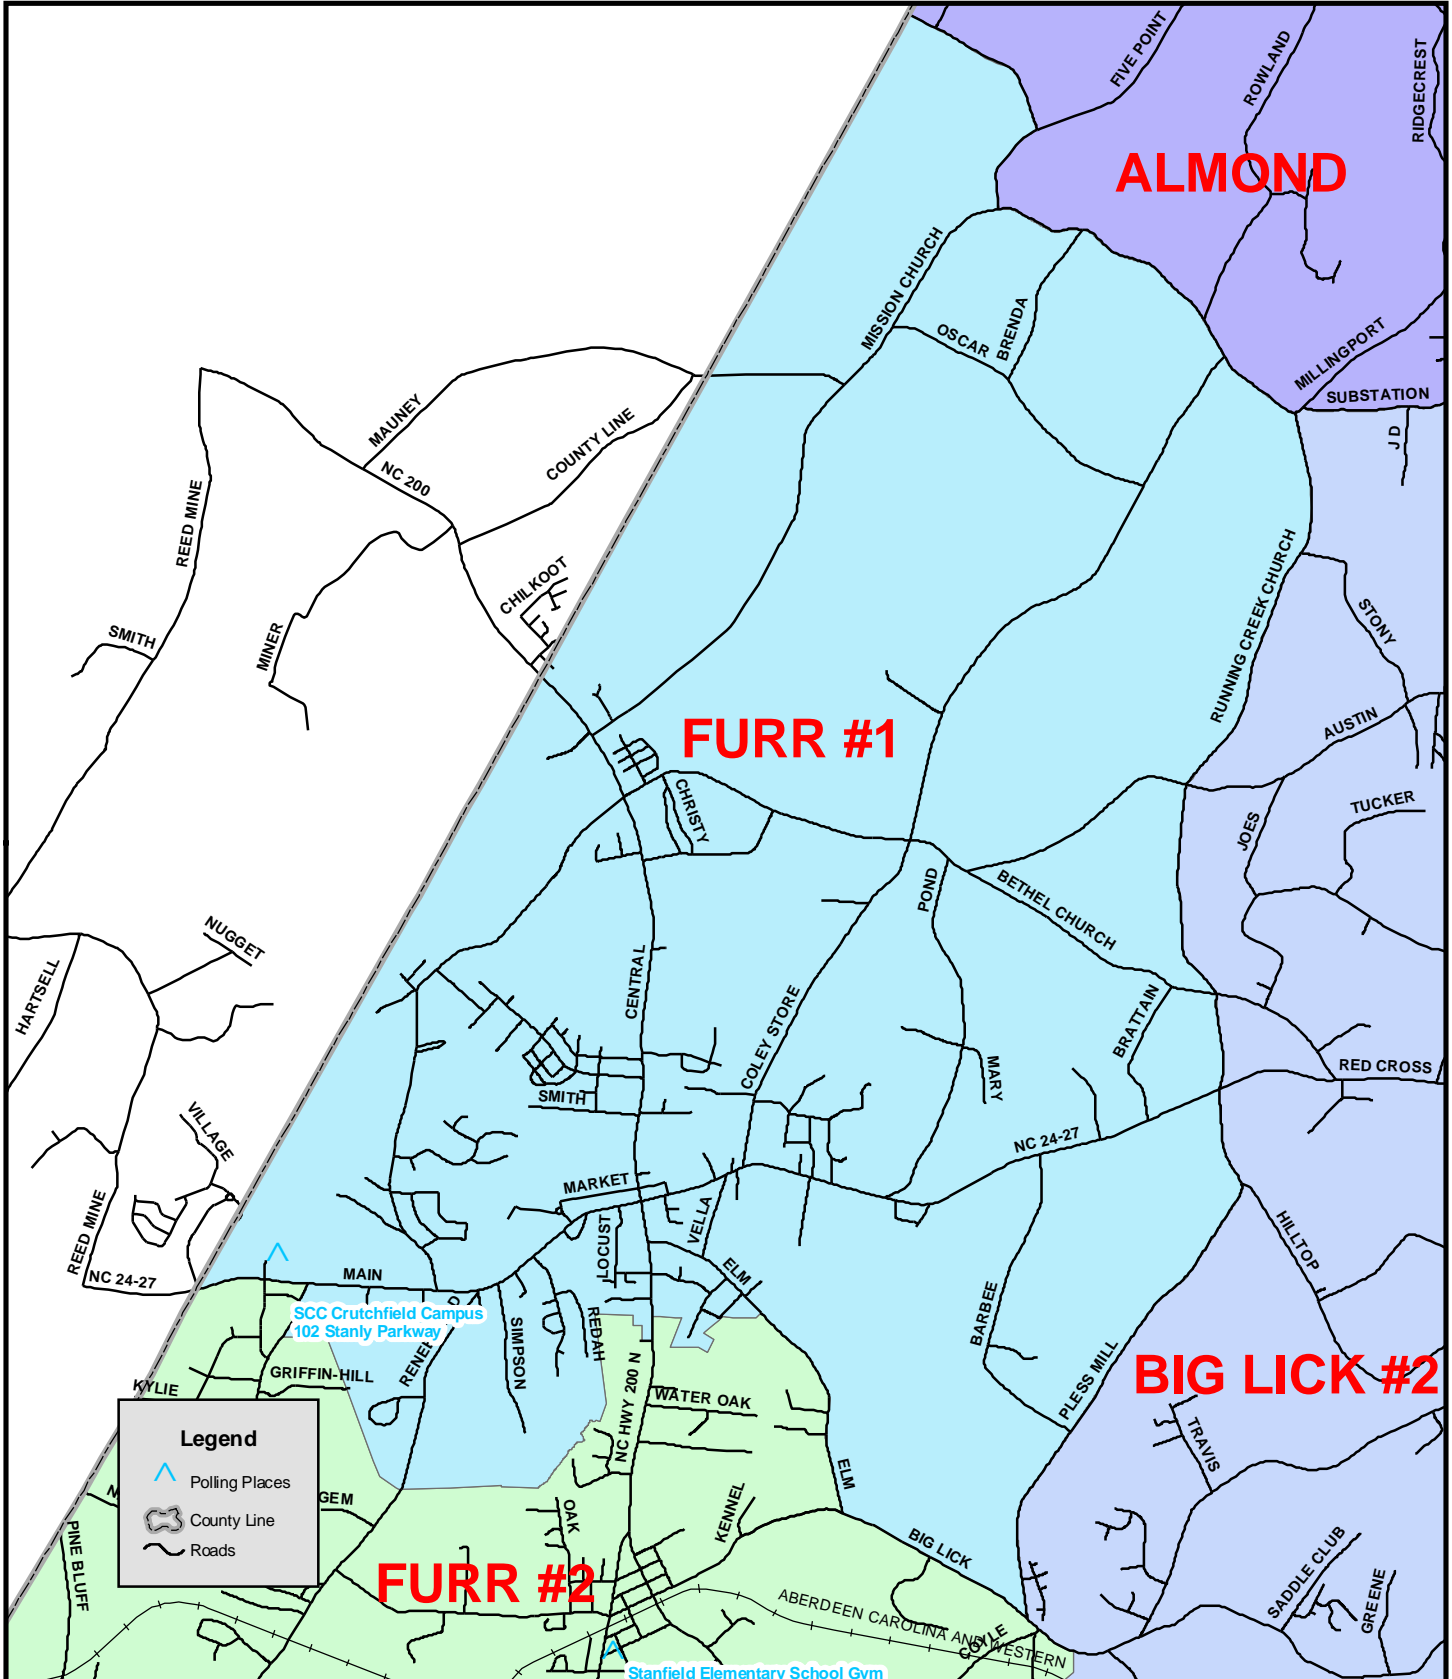 FIVE POINT
ROWLAND
RIDGECREST
ALMOND
MISSION CHURCH
OSCAR
BRENDA
MILLINGPORT
SUBSTATION
J D
MAUNEY
NC 200
COUNTY LINE
REED MINE
CHILKOOT
SMITH
MINER
RUNNING CREEK CHURCH
STONY
AUSTIN
FURR #1
CHRISTY
JOES
TUCKER
POND
BETHEL CHURCH
NUGGET
HARTSELL
CENTRAL
COLEY STORE
BRATTAIN
MARY
RED CROSS
SMITH
VILLAGE
NC 24-27
MARKET
REED MINE
NC 24-27
LOCUST
VELLA
ELM
HILLTOP
MAIN
SCC Crutchfield Campus
102 Stanly Parkway
SIMPSON
REDAH
BARBEE
PLESS MILL
BIG LICK #2
GRIFFIN-HILL
KYLIE
NC HWY 200 N
WATER OAK
TRAVIS
Legend
Polling Places
County Line
Roads
GEM
PINE BLUFF
OAK
KENNEL
ELM
BIG LICK
SADDLE CLUB
GREENE
FURR #2
ABERDEEN CAROLINA AND WESTERN
COYLE
Stanfield Elementary School Gym